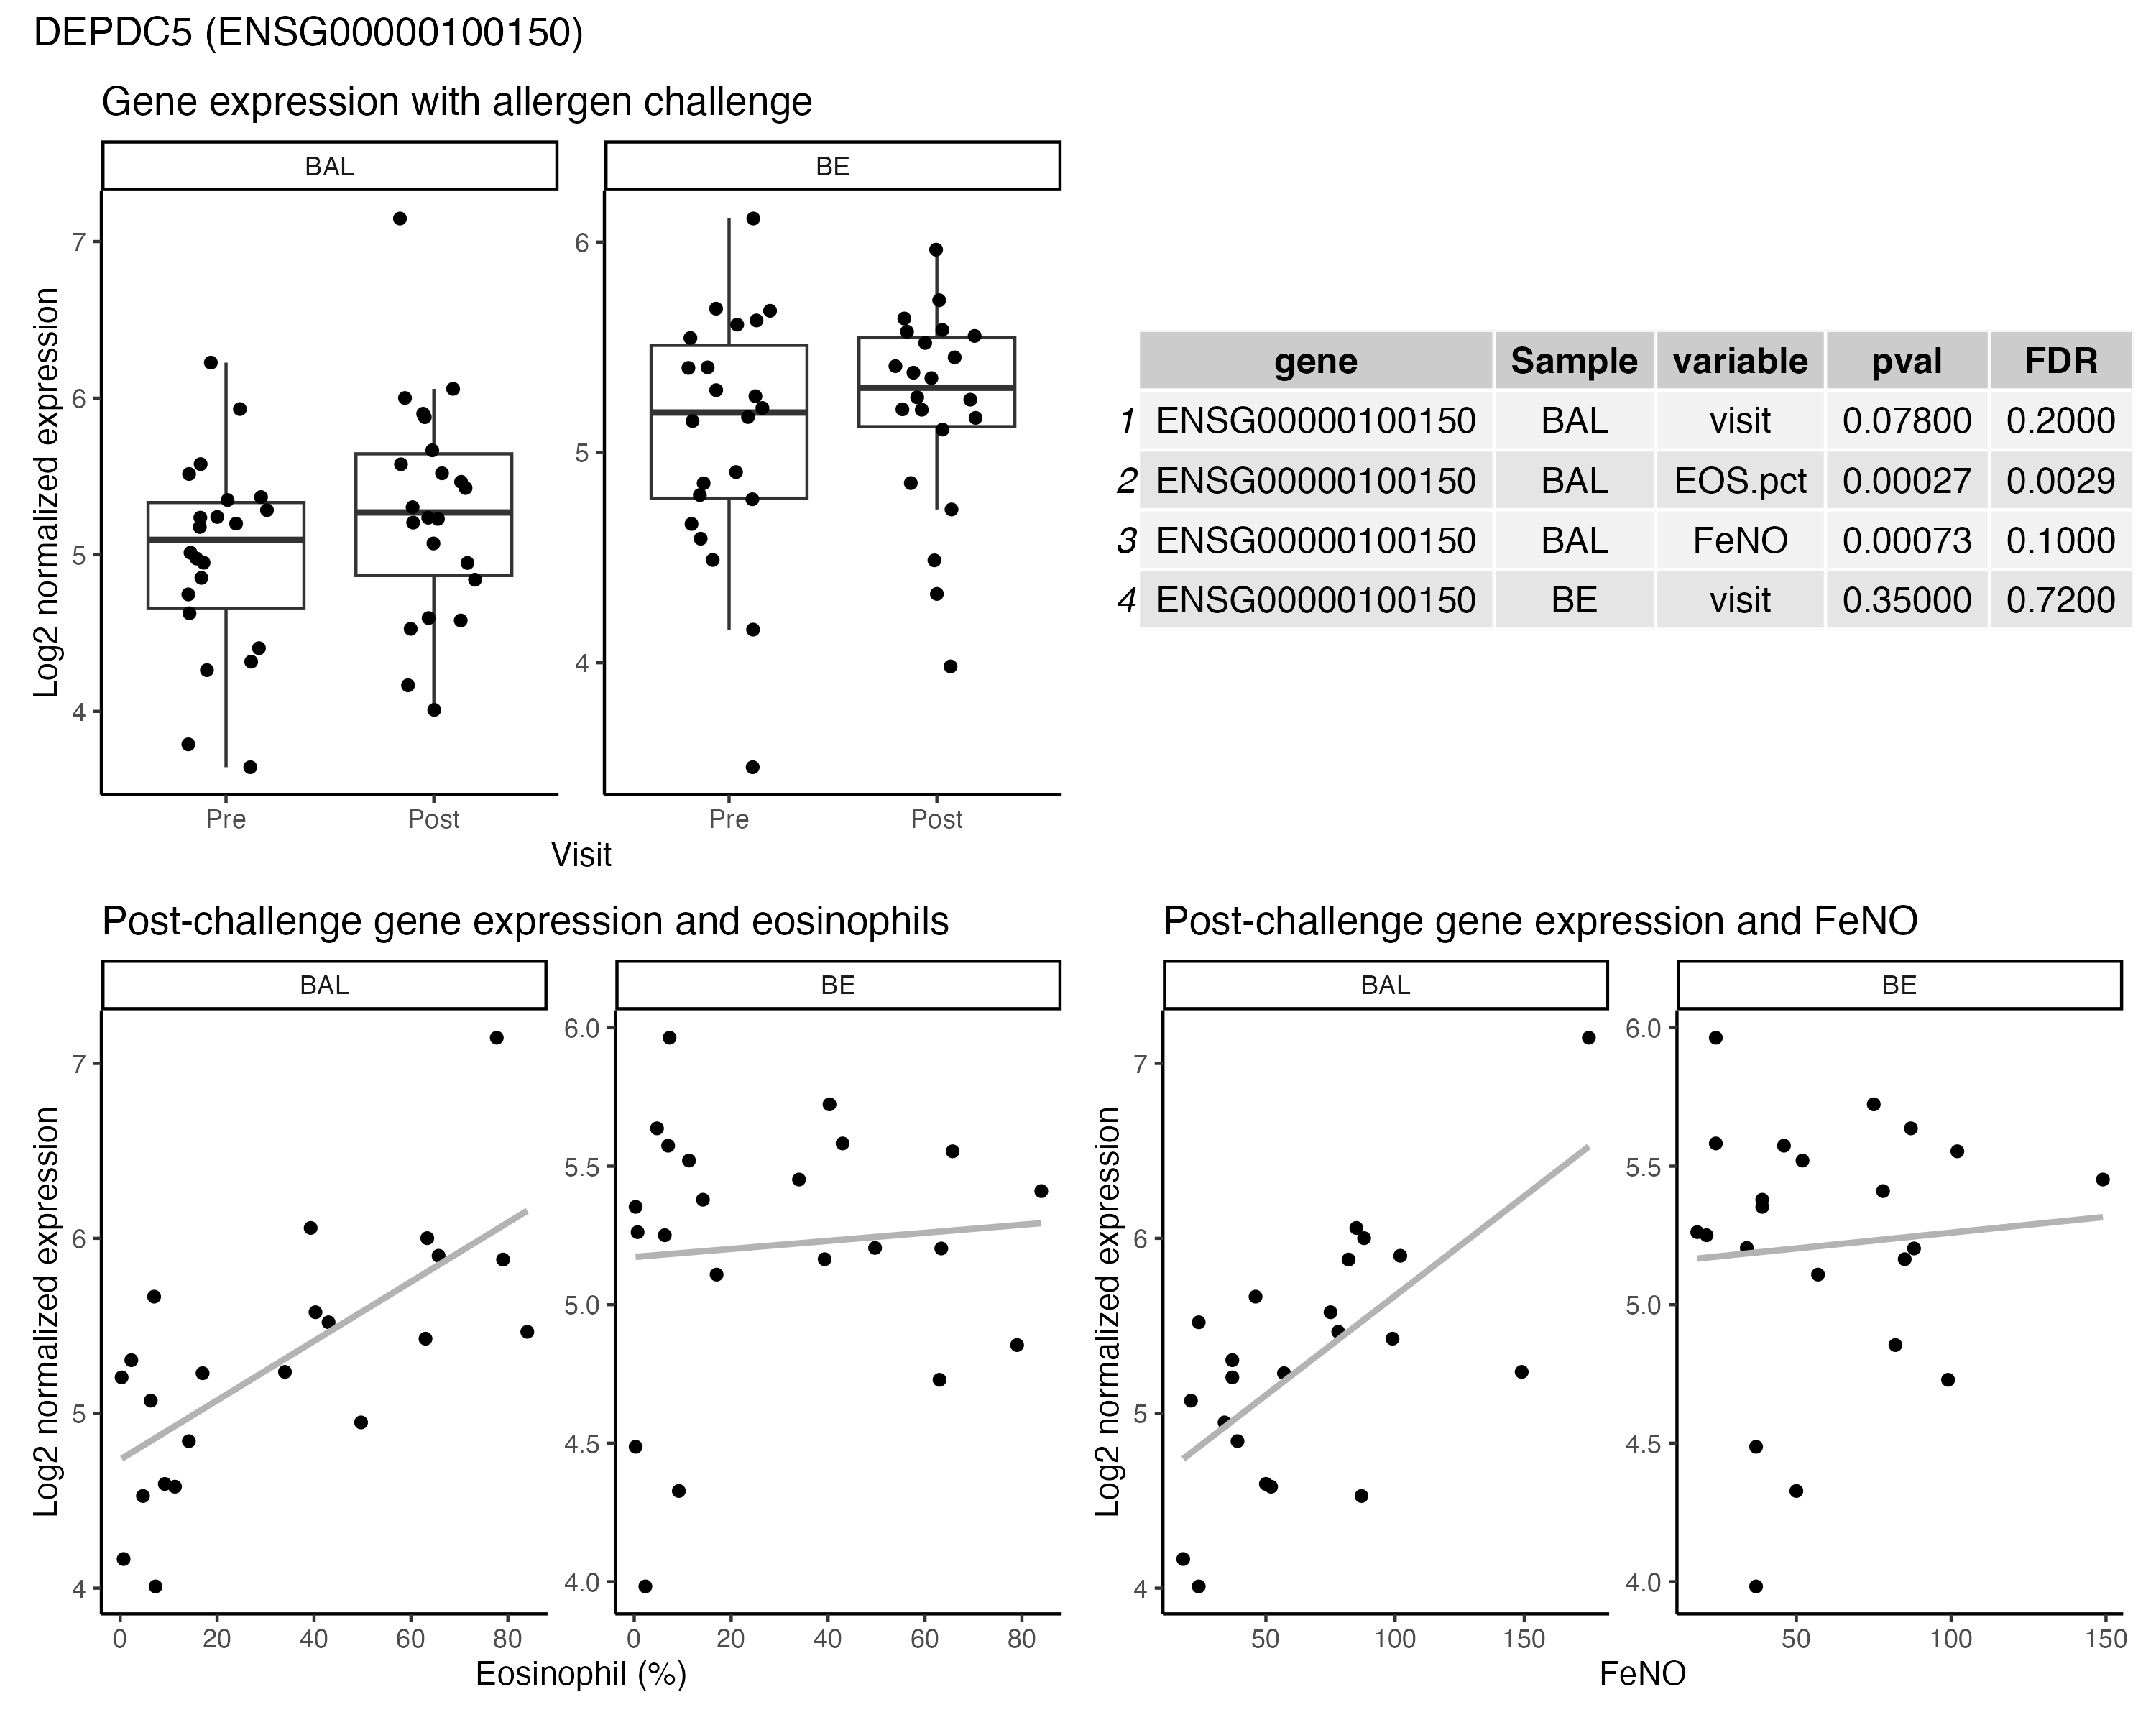 DEPDC5 (ENSG00000100150)
Gene expression with allergen challenge
BAL BE
Log2 normalized expression
7
6
5
4
6
5
4
Pre Post Pre Post
Visit
gene Sample variable pval FDR
1 ENSG00000100150 BAL visit 0.07800 0.2000
2 ENSG00000100150 BAL EOS.pct 0.00027 0.0029
3 ENSG00000100150 BAL FeNO 0.00073 0.1000
4 ENSG00000100150 BE visit 0.35000 0.7200
Post-challenge gene expression and eosinophils
BAL BE
Log2 normalized expression
7
6
5
4
6.0
5.5
5.0
4.5
4.0
0 20 40 60 80 0 20 40 60 80
Eosinophil (%)
Post-challenge gene expression and FeNO
BAL BE
Log2 normalized expression
7
6
5
4
6.0
5.5
5.0
4.5
4.0
50 100 150 50 100 150
FeNO